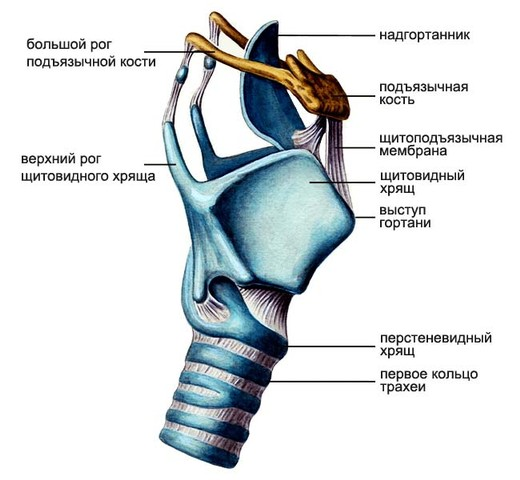 большой рог
подъязычной кости
верхний рог
щитовидного хряща
надгортанник
подъязычная
кость
щитоподъязычная
мембрана
щитовидный
хрящ
выступ
гортани
перстеневидный
хрящ
первое кольцо
трахеи